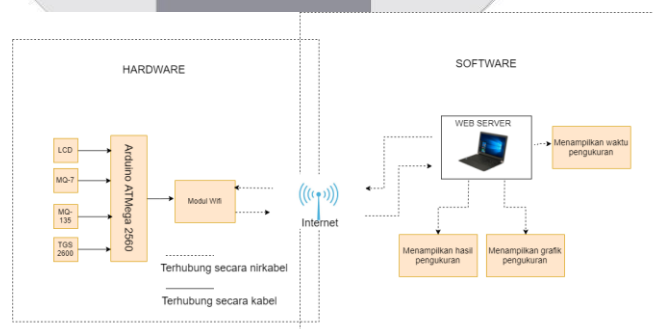 HARDWARE
SOFTWARE
WEB SERVER
LCD
MQ-7
MQ-
135
TGS
2600
Arduino ATMega 2560
Modul Wifi
Internet
Menampilkan waktu
pengukuran
Menampilkan hasil
pengukuran
Menampilkan grafik
pengukuran
Terhubung secara nirkabel
Terhubung secara kabel